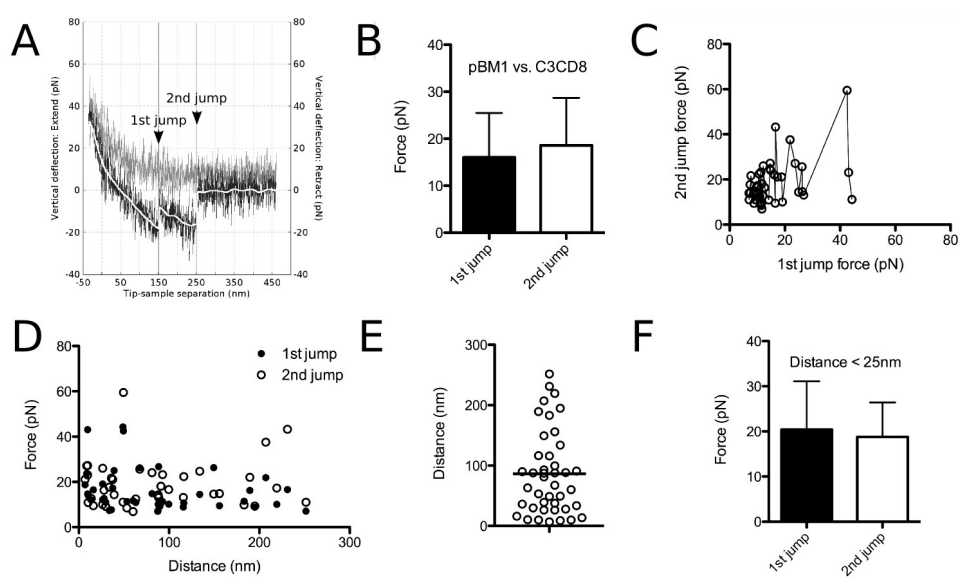 A
Vertical deflection: Extend (pN)
80
60
40
20
0
-20
-40
80
60
40
20
0
-20
-40
Vertical deflection: Retract (pN)
2nd jump
1st jump
-50
50
150
250
350
450
Tip-sample separation (nm)
B
Force (pN)
40
30
20
10
0
pBM1 vs. C3CD8
1st jump
2nd jump
C
2nd jump force (pN)
80
60
40
20
0
0
20
40
60
80
1st jump force (pN)
D
Force (pN)
80
60
40
20
0
1st jump
2nd jump
0
100
200
300
Distance (nm)
E
Distance (nm)
300
200
100
0
F
Force (pN)
40
30
20
10
0
Distance < 25nm
1st jump
2nd jump